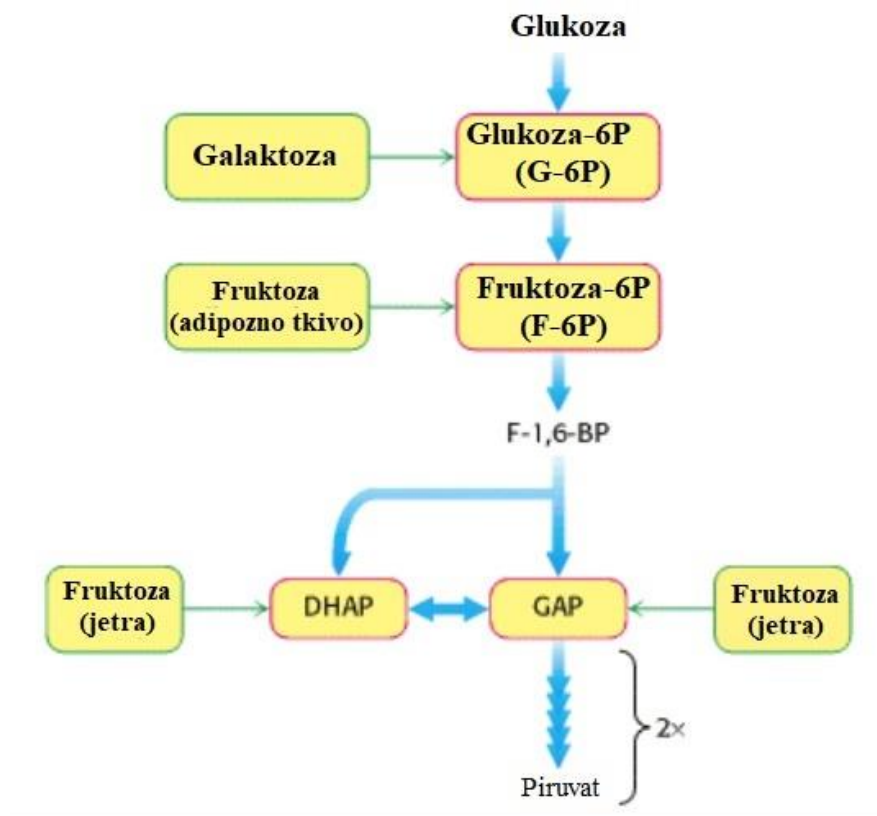 Glukoza
Galaktoza
Glukoza-6P
(G-6P)
Fruktoza
(adipozno tkivo)
Fruktoza-6P
(F-6P)
F-1,6-BP
Fruktoza
(jetra)
DHAP
GAP
Fruktoza
(jetra)
2x
Piruvat